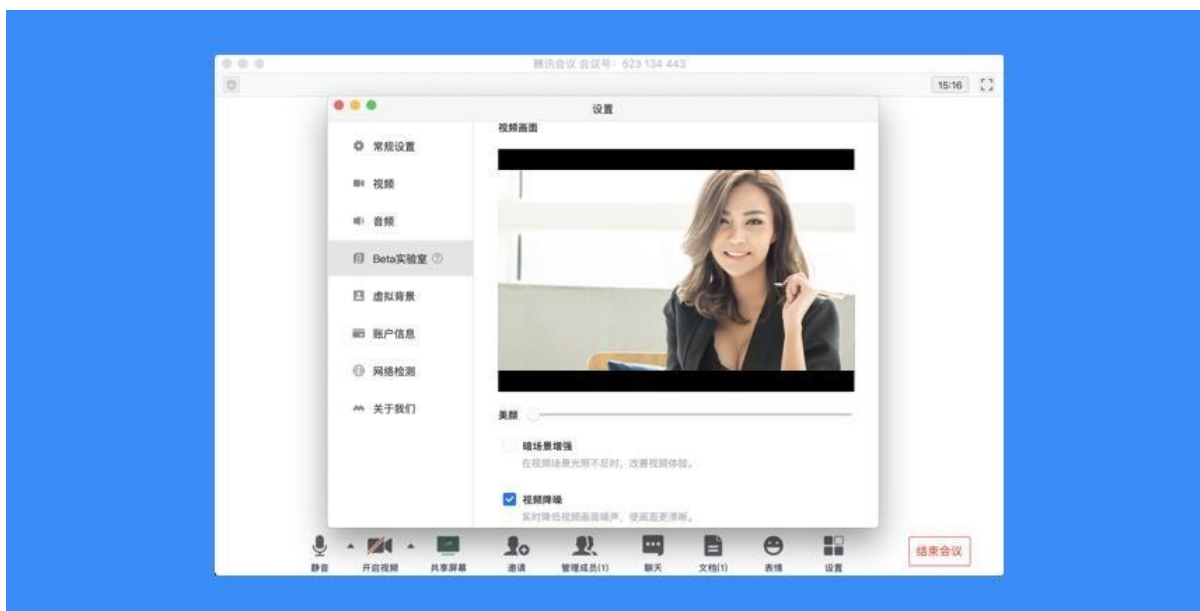 腾讯会议 会议号: 523 134 443
15:16
设置
常规设置
视频
音频
Beta实验室
虚拟背景
账户信息
网络检测
关于我们
视频画面
美颜
暗场景增强
在视频场景光照不足时，改善视频体验。
视频降噪
实时降低视频画面噪声，使画面更清晰。
静音
开启视频
共享屏幕
邀请
管理成员(1)
聊天
文档(1)
表情
设置
结束会议